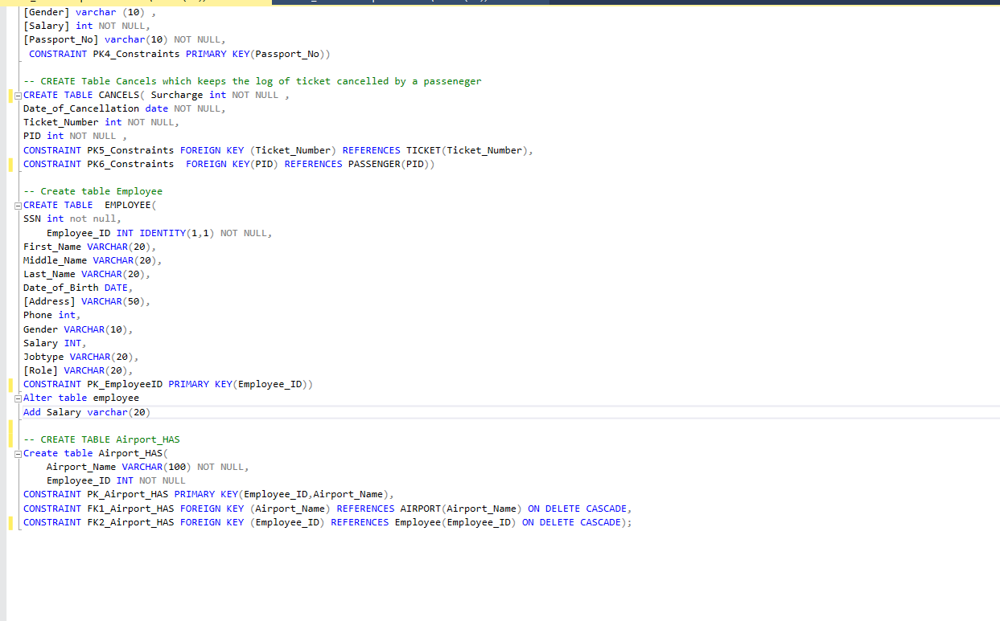 [Gender] varchar (10) ,
[Salary] int NOT NULL,
[Passport_No] varchar(10) NOT NULL,
CONSTRAINT PK4_Constraints PRIMARY KEY(Passport_No))
-- CREATE Table Cancels which keeps the log of ticket cancelled by a passeneger
CREATE TABLE CANCELS( Surcharge int NOT NULL ,
Date_of_Cancellation date NOT NULL,
Ticket_Number int NOT NULL,
PID int NOT NULL ,
CONSTRAINT PK5_Constraints FOREIGN KEY (Ticket_Number) REFERENCES TICKET(Ticket_Number),
CONSTRAINT PK6_Constraints  FOREIGN KEY(PID) REFERENCES PASSENGER(PID))
-- Create table Employee
CREATE TABLE  EMPLOYEE(
SSN int not null,
    Employee_ID INT IDENTITY(1,1) NOT NULL,
First_Name VARCHAR(20),
Middle_Name VARCHAR(20),
Last_Name VARCHAR(20),
Date_of_Birth DATE,
[Address] VARCHAR(50),
Phone int,
Gender VARCHAR(10),
Salary INT,
Jobtype VARCHAR(20),
[Role] VARCHAR(20),
CONSTRAINT PK_EmployeeID PRIMARY KEY(Employee_ID))
Alter table employee
Add Salary varchar(20)
-- CREATE TABLE Airport_HAS
Create table Airport_HAS(
    Airport_Name VARCHAR(100) NOT NULL,
    Employee_ID INT NOT NULL
CONSTRAINT PK_Airport_HAS PRIMARY KEY(Employee_ID,Airport_Name),
CONSTRAINT FK1_Airport_HAS FOREIGN KEY (Airport_Name) REFERENCES AIRPORT(Airport_Name) ON DELETE CASCADE,
CONSTRAINT FK2_Airport_HAS FOREIGN KEY (Employee_ID) REFERENCES Employee(Employee_ID) ON DELETE CASCADE);